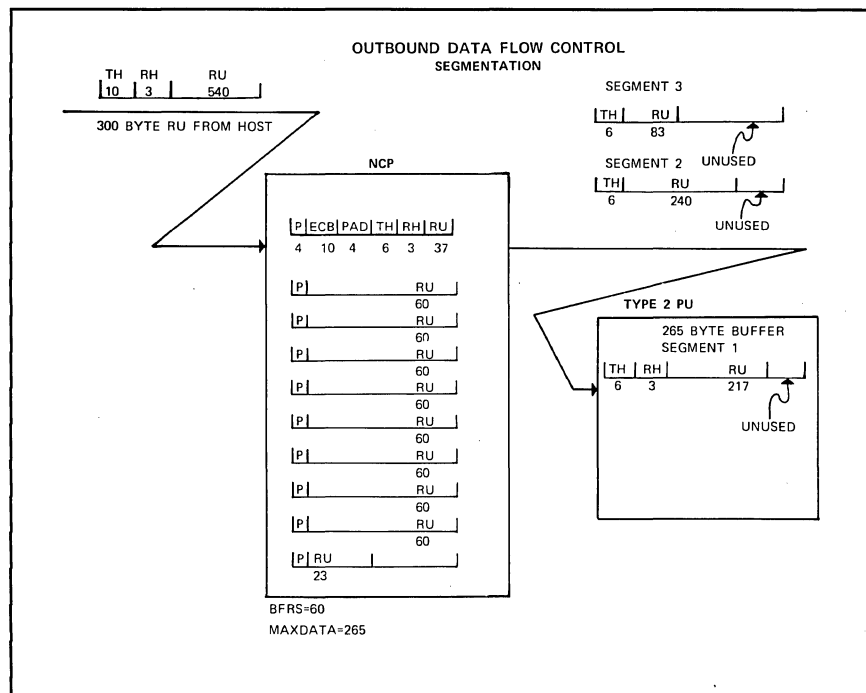 OUTBOUND DATA FLOW CONTROL
SEGMENTATION
TH RH RU
10 3 540
300 BYTE RU FROM HOST
SEGMENT 3
TH RU
6 83
UNUSED
SEGMENT 2
TH RU
6 240
UNUSED
NCP
P ECB PAD TH RH RU
4 10 4 6 3 37
P RU
60
P RU
60
P RU
60
P RU
60
P RU
60
P RU
60
P RU
60
P RU
60
P RU
23
BFRS=60
MAXDATA=265
TYPE 2 PU
265 BYTE BUFFER
SEGMENT 1
TH RH RU
6 3 217
UNUSED